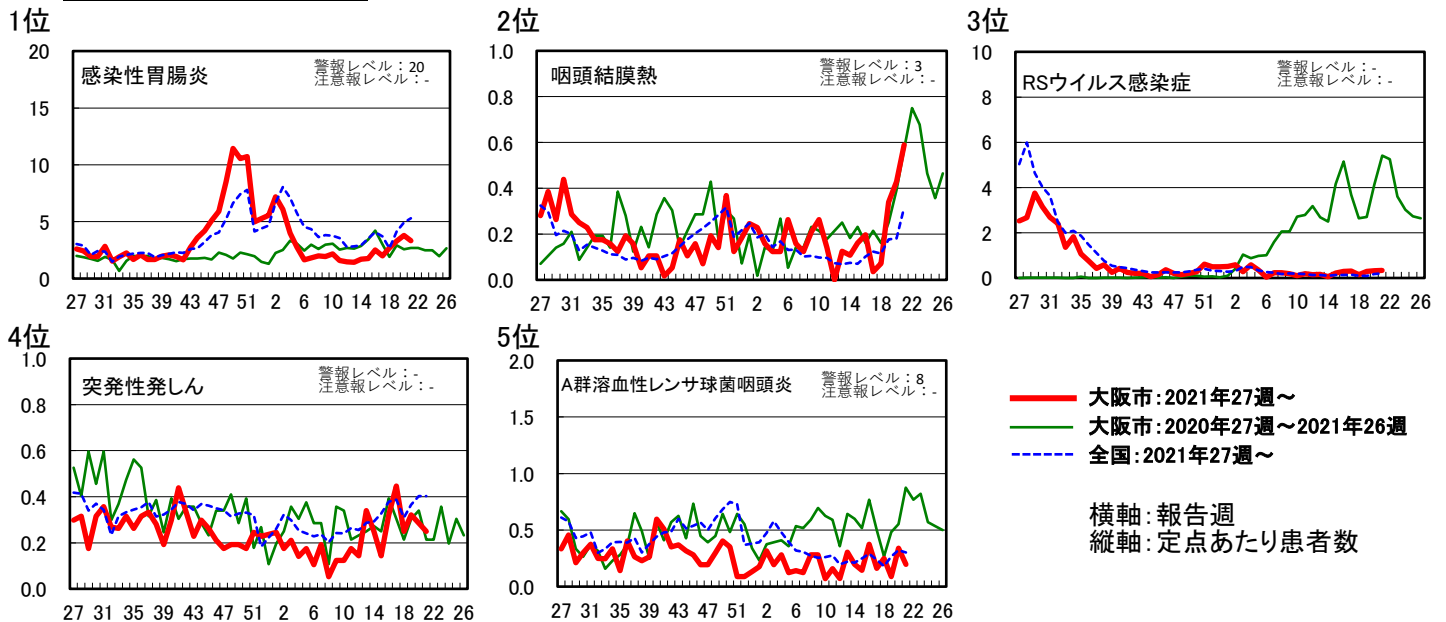 1位
感染性胃腸炎
警報レベル：20
注意報レベル：-
20
15
10
5
0
27 31 35 39 43 47 51 2 6 10 14 18 22 26
2位
咽頭結膜熱
警報レベル：3
注意報レベル：-
1.0
0.8
0.6
0.4
0.2
0.0
27 31 35 39 43 47 51 2 6 10 14 18 22 26
3位
RSウイルス感染症
警報レベル：-
注意報レベル：-
10
8
6
4
2
0
27 31 35 39 43 47 51 2 6 10 14 18 22 26
4位
突発性発しん
警報レベル：-
注意報レベル：-
1.0
0.8
0.6
0.4
0.2
0.0
27 31 35 39 43 47 51 2 6 10 14 18 22 26
5位
A群溶血性レンサ球菌咽頭炎
警報レベル：8
注意報レベル：-
2.0
1.5
1.0
0.5
0.0
27 31 35 39 43 47 51 2 6 10 14 18 22 26
大阪市：2021年27週～
大阪市：2020年27週～2021年26週
全国：2021年27週～
横軸：報告週
縦軸：定点あたり患者数